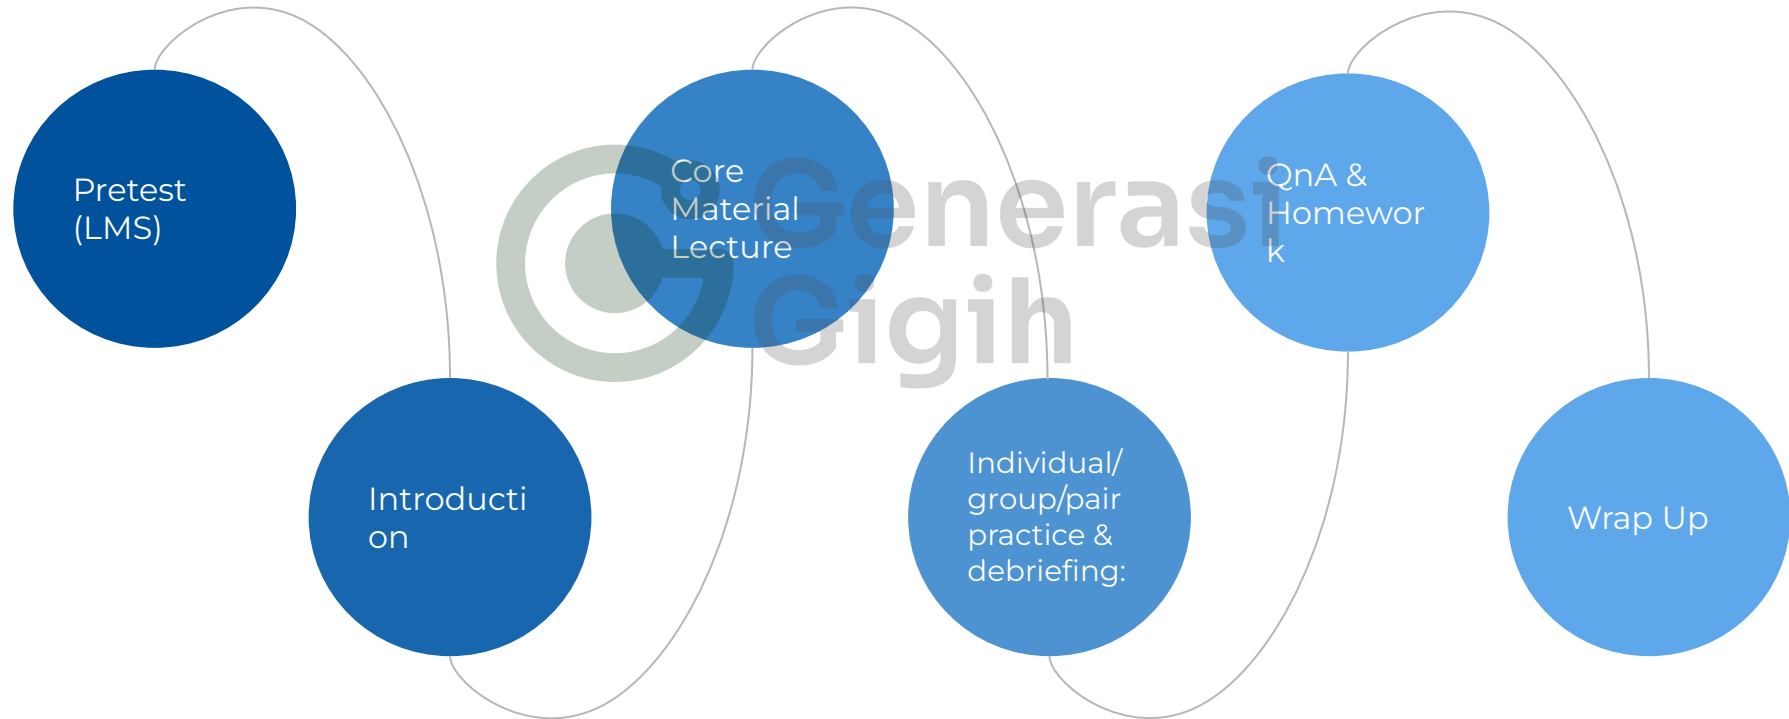 Pretest
(LMS)
Introducti
on
Core
Material
Lecture
Individual/
group/pair
practice &
debriefing:
QnA &
Homewor
k
Wrap Up
Generasi
Gigih